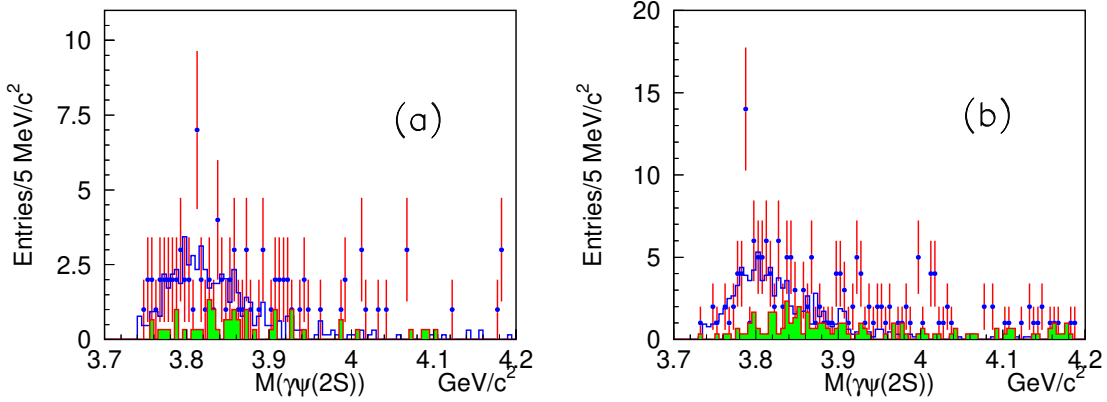 Entries/5 MeV/c²
10
7.5
5
2.5
0
(a)
3.7 3.8 3.9 4 4.1 4.2
M(γψ(2S)) GeV/c²
Entries/5 MeV/c²
20
15
10
5
0
(b)
3.7 3.8 3.9 4 4.1 4.2
M(γψ(2S)) GeV/c²